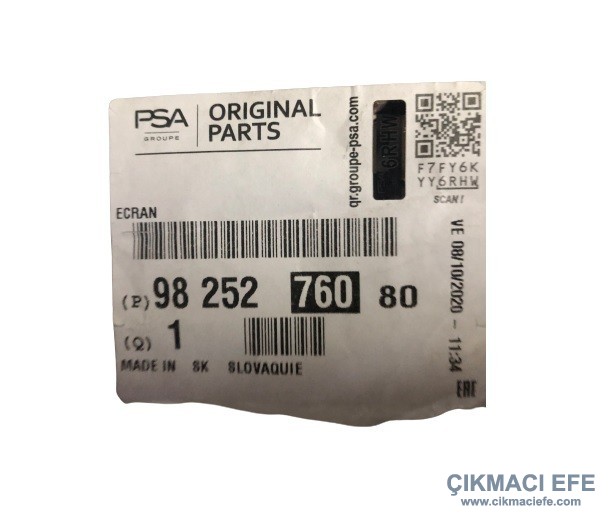 PSA
GROUPE
ORIGINAL
PARTS
qr.groupe-psa.com
6RHW
F7FY6K
YY6RHW
SCAN!
ECRAN
(P) 98 252 760 80
(Q) 1
MADE IN SK SLOVAQUIE
VE 08/10/2020 - 11:34
EAC
ÇIKMACI EFE
www.cikmaciefe.com